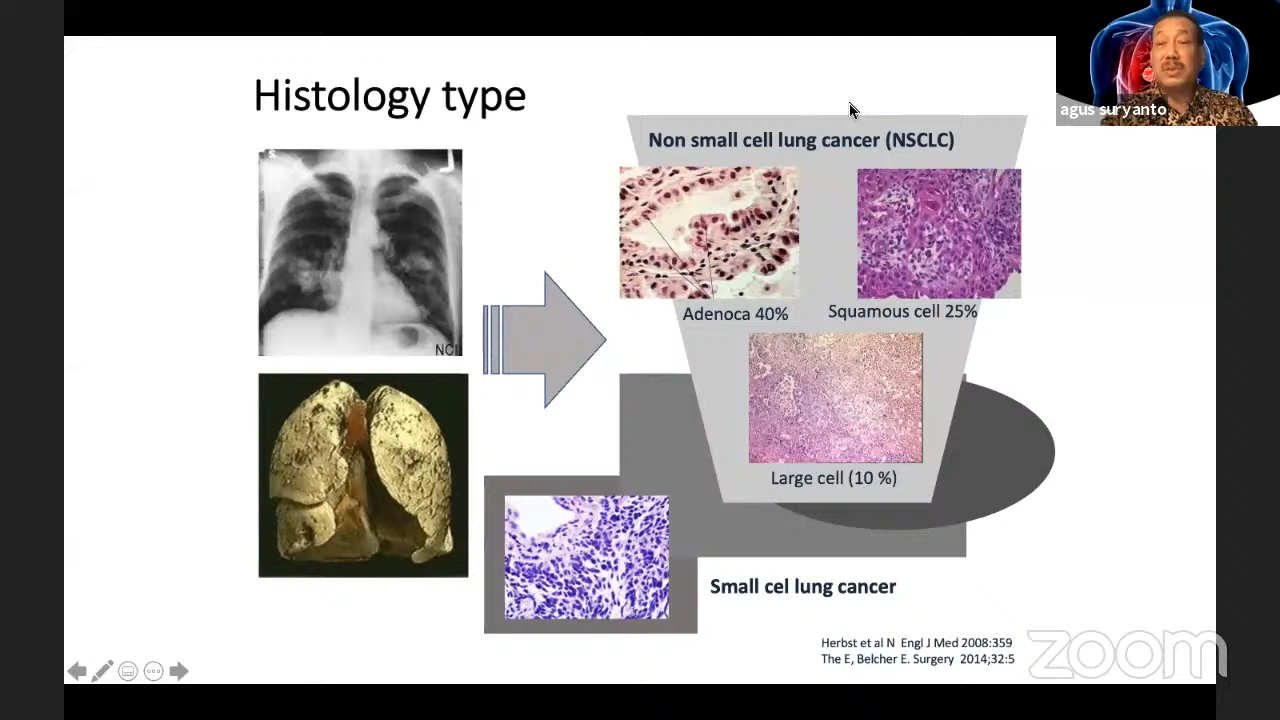 agus suryanto
Histology type
Non small cell lung cancer (NSCLC)
Adenoca 40%
Squamous cell 25%
Large cell (10 %)
NCI
Small cel lung cancer
Herbst et al N Engl J Med 2008:359
The E, Belcher E. Surgery 2014;32:5
zoom